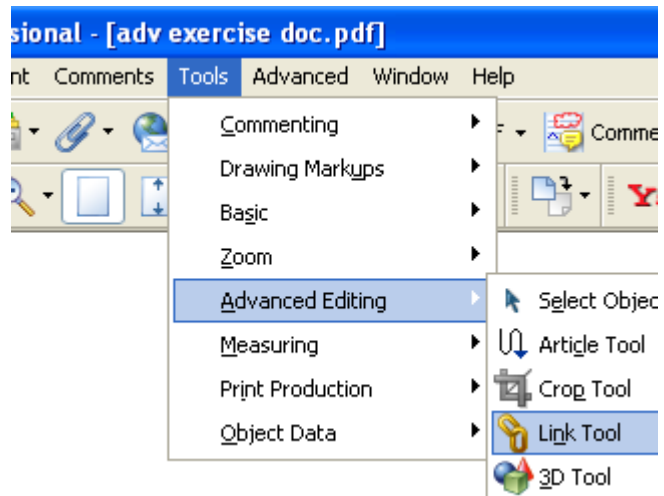 sional - [adv exercise doc.pdf]
nt Comments Tools Advanced Window Help
Comme
Commenting
Drawing Markups
Basic
Zoom
Advanced Editing
Measuring
Print Production
Object Data
Select Objec
Article Tool
Crop Tool
Link Tool
3D Tool